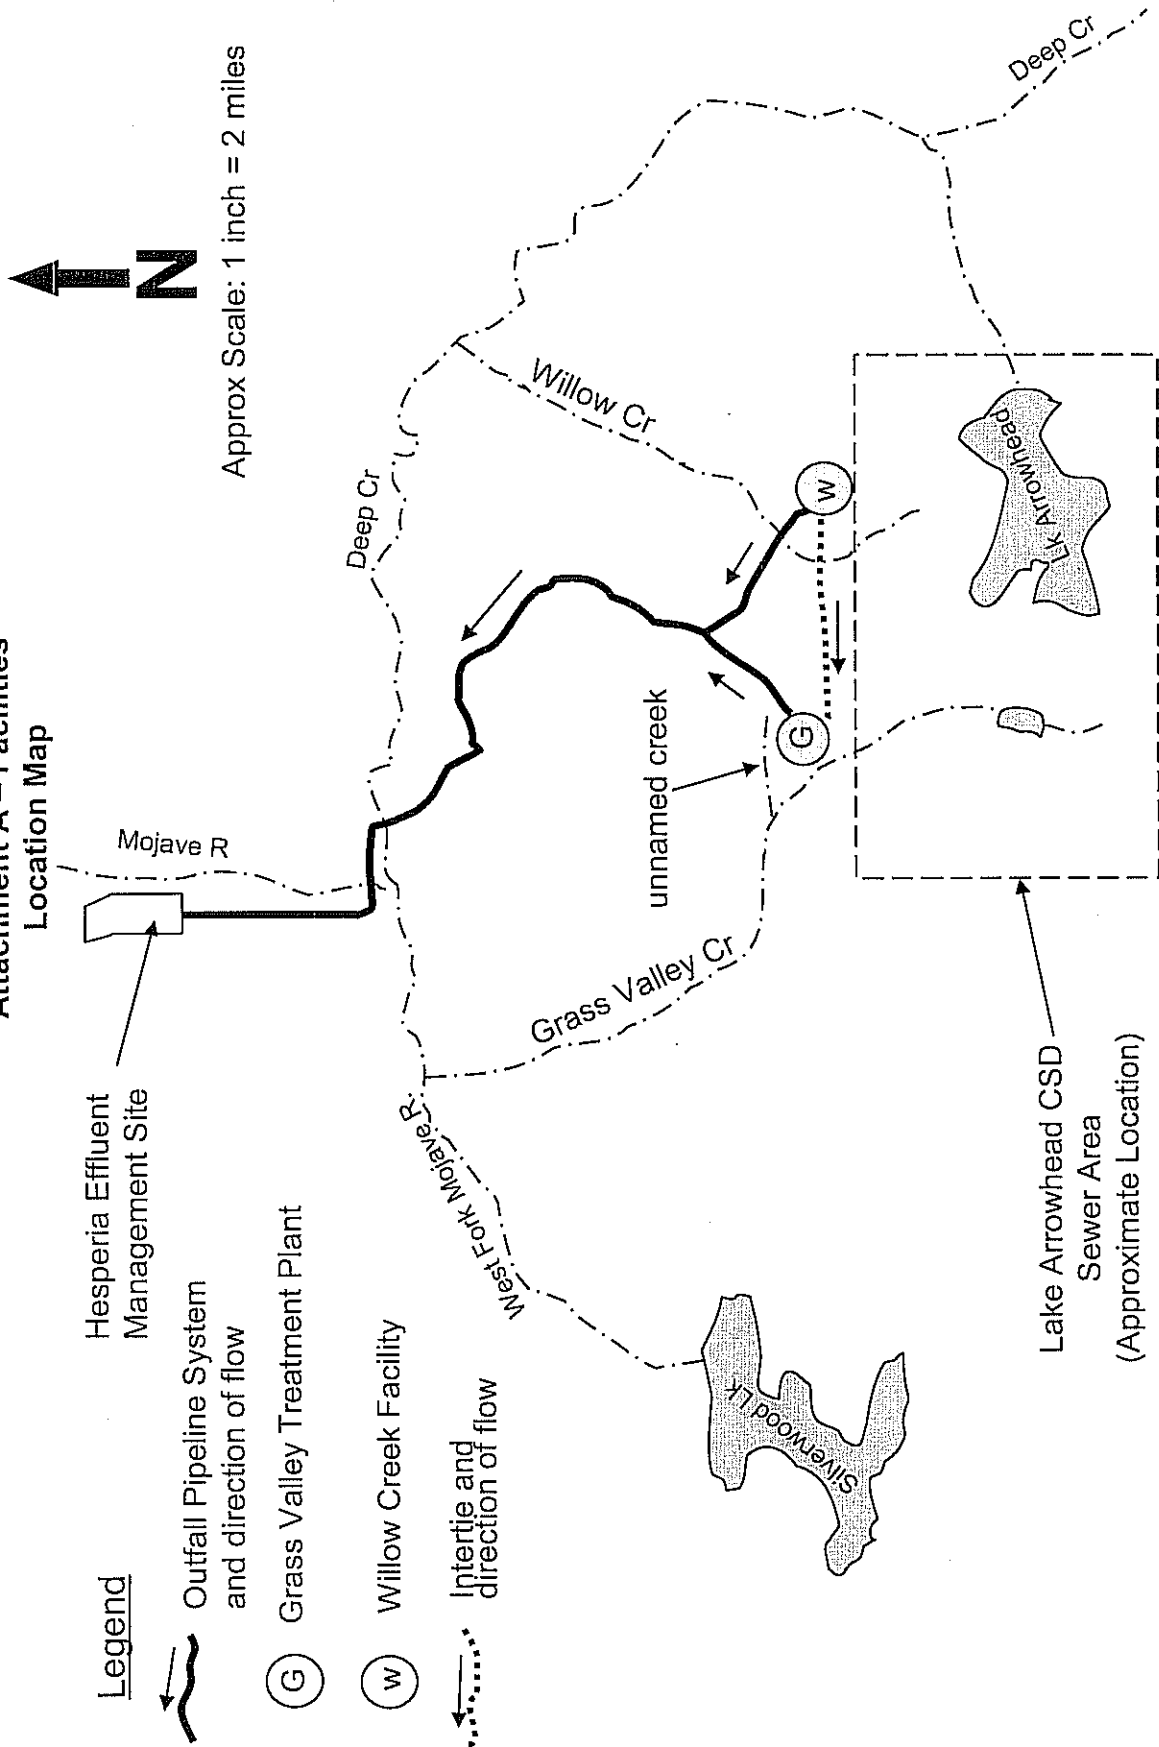 Attachment A – Facilities
Location Map
N
Approx Scale: 1 inch = 2 miles
Legend
Outfall Pipeline System
and direction of flow
G
Grass Valley Treatment Plant
W
Willow Creek Facility
Intertie and
direction of flow
Hesperia Effluent
Management Site
Mojave R
Deep Cr
Deep Cr
Willow Cr
West Fork Mojave R.
Grass Valley Cr
unnamed creek
G
W
Silverwood Lk
Lk Arrowhead
Lake Arrowhead CSD
Sewer Area
(Approximate Location)